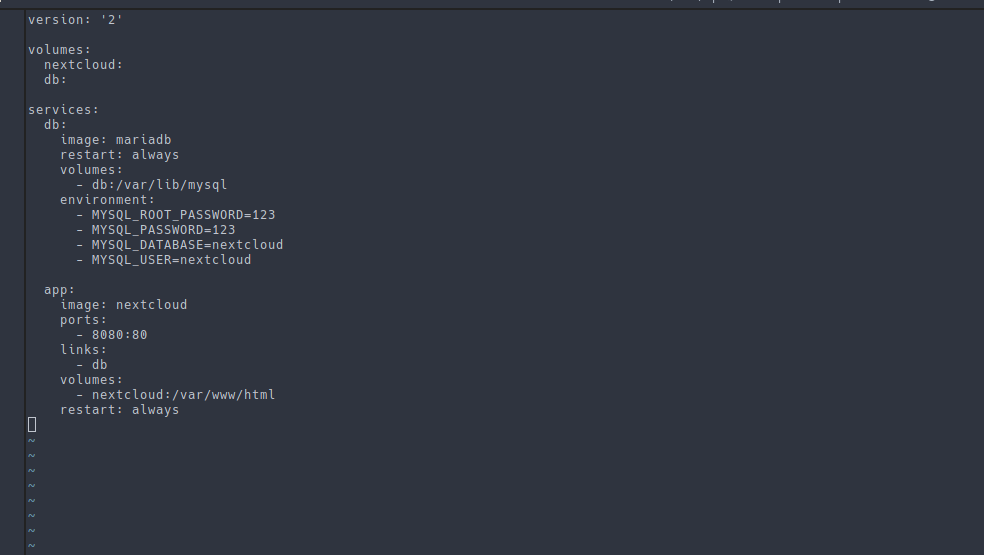 version: '2'

volumes:
  nextcloud:
  db:

services:
  db:
    image: mariadb
    restart: always
    volumes:
      - db:/var/lib/mysql
    environment:
      - MYSQL_ROOT_PASSWORD=123
      - MYSQL_PASSWORD=123
      - MYSQL_DATABASE=nextcloud
      - MYSQL_USER=nextcloud

  app:
    image: nextcloud
    ports:
      - 8080:80
    links:
      - db
    volumes:
      - nextcloud:/var/www/html
    restart: always

~
~
~
~
~
~
~
~